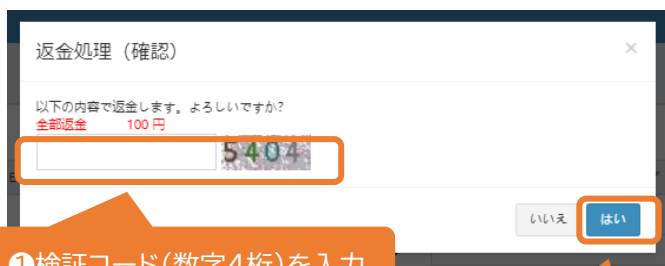 返金処理（確認）
×
以下の内容で返金します。よろしいですか?
全部返金 100 円
5404
いいえ
はい
❶検証コード(数字4桁)を入力